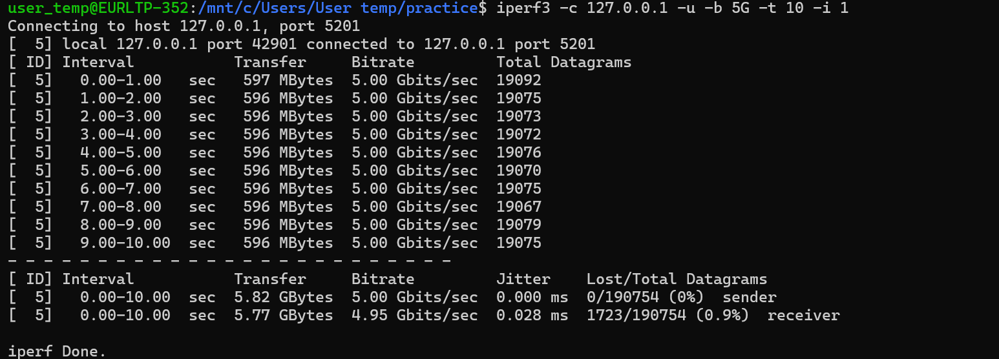 user_temp@EURLTP-352:/mnt/c/Users/User temp/practice$ iperf3 -c 127.0.0.1 -u -b 5G -t 10 -i 1
Connecting to host 127.0.0.1, port 5201
[  5] local 127.0.0.1 port 42901 connected to 127.0.0.1 port 5201
[ ID] Interval           Transfer     Bitrate         Total Datagrams
[  5]   0.00-1.00   sec   597 MBytes  5.00 Gbits/sec  19092
[  5]   1.00-2.00   sec   596 MBytes  5.00 Gbits/sec  19075
[  5]   2.00-3.00   sec   596 MBytes  5.00 Gbits/sec  19073
[  5]   3.00-4.00   sec   596 MBytes  5.00 Gbits/sec  19072
[  5]   4.00-5.00   sec   596 MBytes  5.00 Gbits/sec  19076
[  5]   5.00-6.00   sec   596 MBytes  5.00 Gbits/sec  19070
[  5]   6.00-7.00   sec   596 MBytes  5.00 Gbits/sec  19075
[  5]   7.00-8.00   sec   596 MBytes  5.00 Gbits/sec  19067
[  5]   8.00-9.00   sec   596 MBytes  5.00 Gbits/sec  19079
[  5]   9.00-10.00  sec   596 MBytes  5.00 Gbits/sec  19075
- - - - - - - - - - - - - - - - - - - - - - - - -
[ ID] Interval           Transfer     Bitrate         Jitter    Lost/Total Datagrams
[  5]   0.00-10.00  sec  5.82 GBytes  5.00 Gbits/sec  0.000 ms  0/190754 (0%)  sender
[  5]   0.00-10.00  sec  5.77 GBytes  4.95 Gbits/sec  0.028 ms  1723/190754 (0.9%)  receiver
iperf Done.